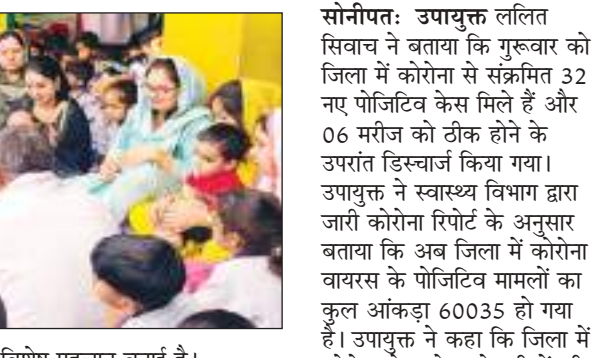 सोनीपतः उपायुक्त ललित
सिवाच ने बताया कि गुरूवार को
जिला में कोरोना से संक्रमित 32
नए पोजिटिव केस मिले हैं और
06 मरीज को ठीक होने के
उपरांत डिस्चार्ज किया गया।
उपायुक्त ने स्वास्थ्य विभाग द्वारा
जारी कोरोना रिपोर्ट के अनुसार
बताया कि अब जिला में कोरोना
वायरस के पोजिटिव मामलों का
कुल आंकड़ा 60035 हो गया
है। उपायुक्त ने कहा कि जिला में